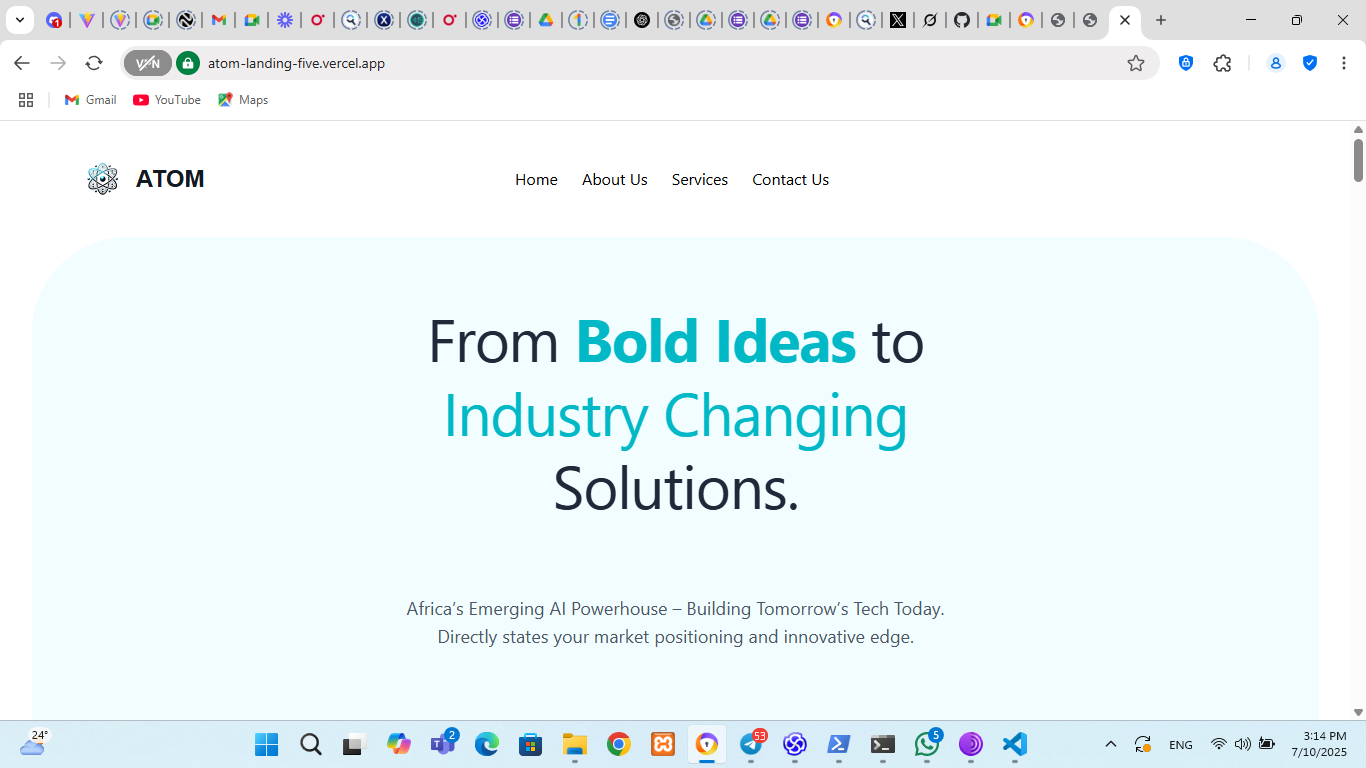 VPN
atom-landing-five.vercel.app
Gmail
YouTube
Maps
ATOM
Home
About Us
Services
Contact Us
From Bold Ideas to
Industry Changing
Solutions.
Africa’s Emerging AI Powerhouse – Building Tomorrow’s Tech Today.
Directly states your market positioning and innovative edge.
24°
2
53
5
ENG
3:14 PM
7/10/2025